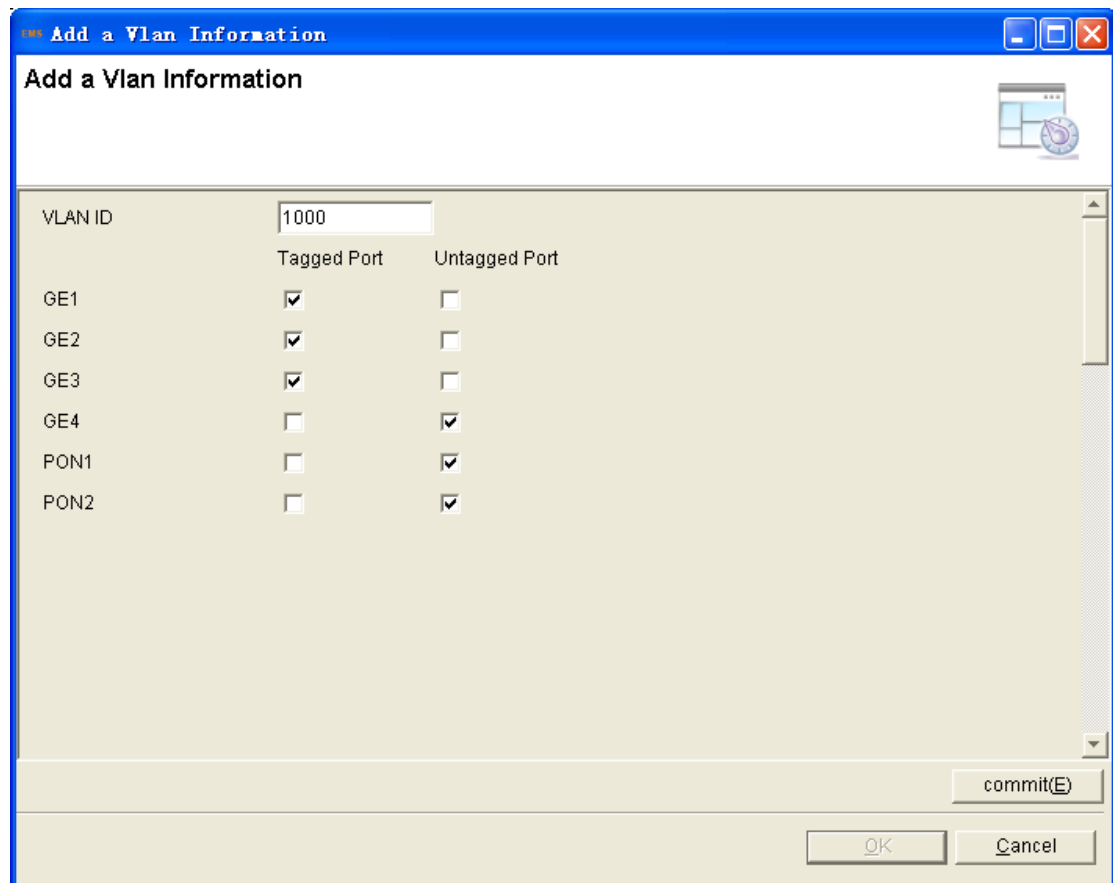 EMS Add a Vlan Information
Add a Vlan Information
VLAN ID 1000
Tagged Port Untagged Port
GE1
GE2
GE3
GE4
PON1
PON2
commit(E)
OK Cancel